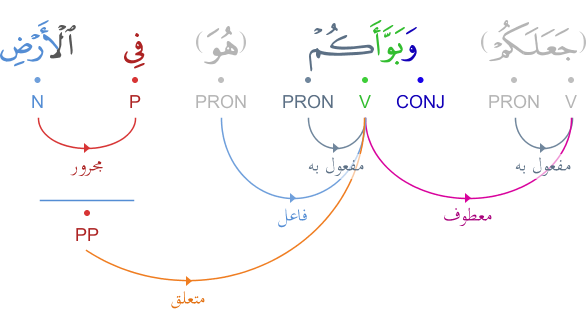 (جَعَلَكُمْ) وَبَوَّأَكُمْ (هُوَ) فِى ٱلْأَرْضِ
V PRON CONJ V PRON PRON P N
مفعول به مفعول به مجرور
معطوف فاعل
PP
متعلق